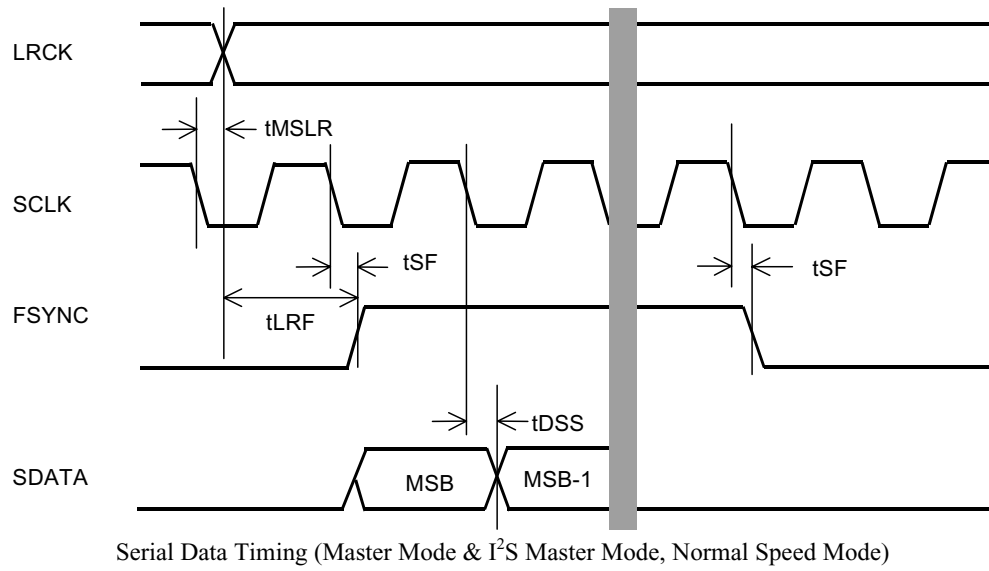 LRCK
tMSLR
SCLK
tSF
tSF
FSYNC
tLRF
tDSS
SDATA
MSB
MSB-1
Serial Data Timing (Master Mode & I²S Master Mode, Normal Speed Mode)